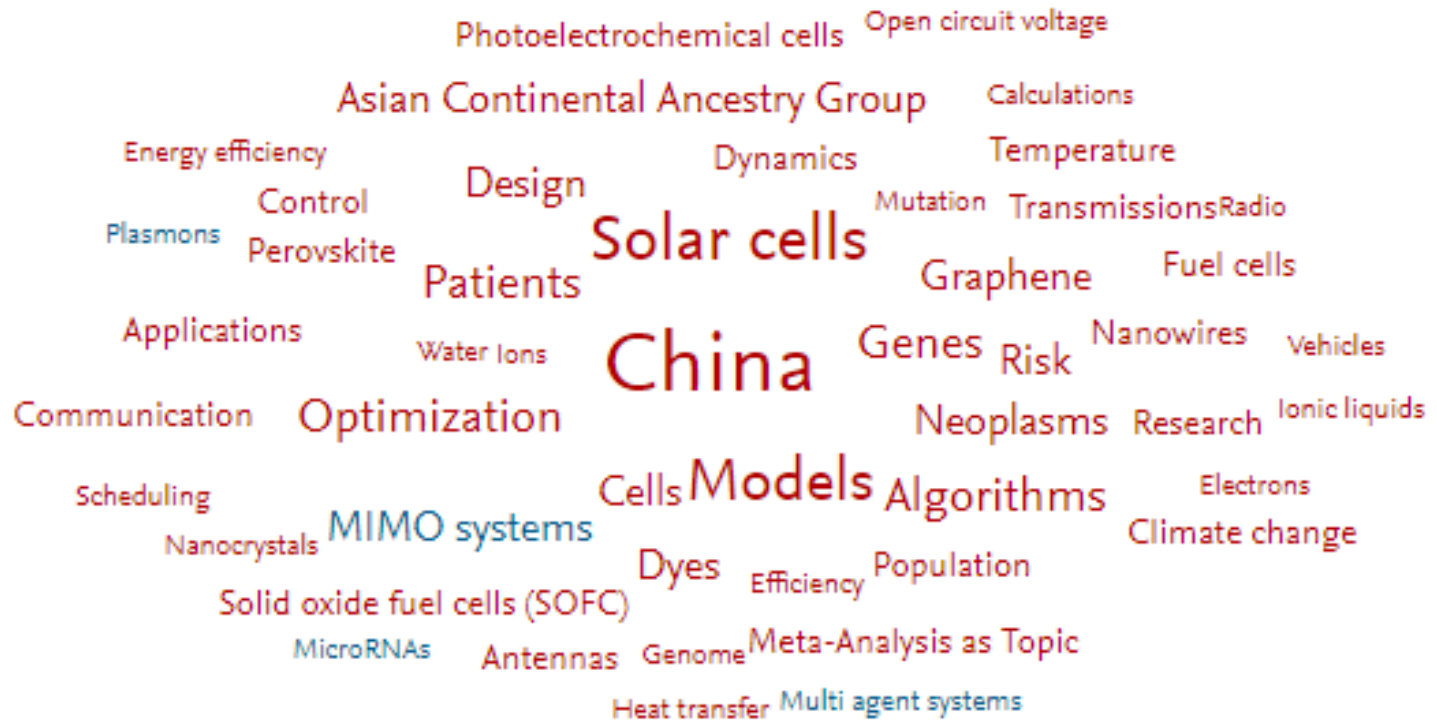 Photoelectrochemical cells Open circuit voltage
Asian Continental Ancestry Group Calculations
Energy efficiency Dynamics Temperature
Control Design Mutation Transmissions Radio
Plasmons Perovskite Solar cells
Patients Graphene Fuel cells
Applications Water Ions China Genes Risk Nanowires Vehicles
Communication Optimization Neoplasms Research Ionic liquids
Scheduling Cells Models Algorithms Electrons
Nanocrystals MIMO systems Climate change
Dyes Efficiency Population
Solid oxide fuel cells (SOFC)
MicroRNAs Antennas Genome Meta-Analysis as Topic
Heat transfer Multi agent systems